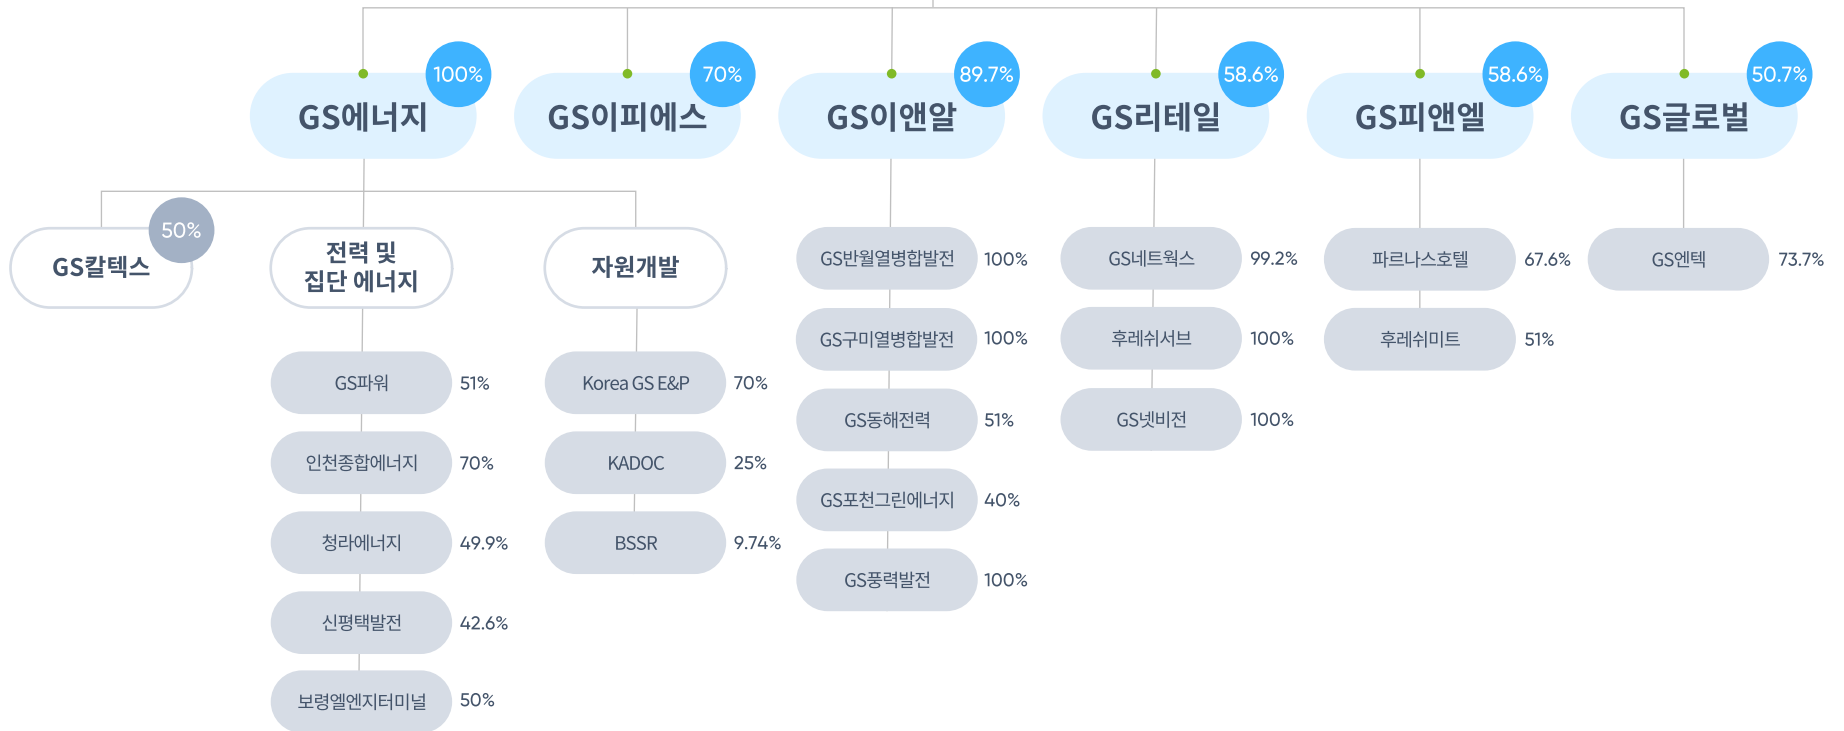 100%
GS에너지
70%
GS이피에스
89.7%
GS이앤알
58.6%
GS리테일
58.6%
GS피앤엘
50.7%
GS글로벌
50%
GS칼텍스
전력 및
집단 에너지
자원개발
GS파워 51%
인천종합에너지 70%
청라에너지 49.9%
신평택발전 42.6%
보령엘엔지터미널 50%
Korea GS E&P 70%
KADOC 25%
BSSR 9.74%
GS반월열병합발전 100%
GS구미열병합발전 100%
GS동해전력 51%
GS포천그린에너지 40%
GS풍력발전 100%
GS네트웍스 99.2%
후레쉬서브 100%
GS넷비전 100%
파르나스호텔 67.6%
후레쉬미트 51%
GS엔텍 73.7%